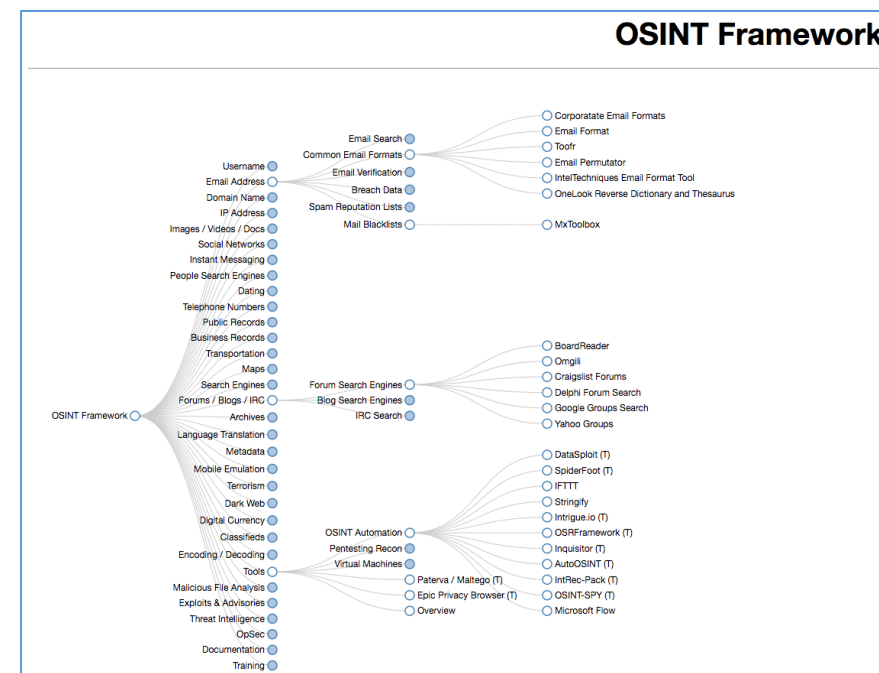 OSINT Framework
OSINT Framework
Username
Email Address
Domain Name
IP Address
Images / Videos / Docs
Social Networks
Instant Messaging
People Search Engines
Dating
Telephone Numbers
Public Records
Business Records
Transportation
Maps
Search Engines
Forums / Blogs / IRC
Archives
Language Translation
Metadata
Mobile Emulation
Terrorism
Dark Web
Digital Currency
Classifieds
Encoding / Decoding
Tools
Malicious File Analysis
Exploits & Advisories
Threat Intelligence
OpSec
Documentation
Training
Email Search
Common Email Formats
Email Verification
Breach Data
Spam Reputation Lists
Mail Blacklists
Corporatate Email Formats
Email Format
Toofr
Email Permutator
IntelTechniques Email Format Tool
OneLook Reverse Dictionary and Thesaurus
MxToolbox
Forum Search Engines
Blog Search Engines
IRC Search
BoardReader
Omgili
Craigslist Forums
Delphi Forum Search
Google Groups Search
Yahoo Groups
OSINT Automation
Pentesting Recon
Virtual Machines
Paterva / Maltego (T)
Epic Privacy Browser (T)
Overview
DataSploit (T)
SpiderFoot (T)
IFTTT
Stringify
Intrigue.io (T)
OSRFramework (T)
Inquisitor (T)
AutoOSINT (T)
IntRec-Pack (T)
OSINT-SPY (T)
Microsoft Flow